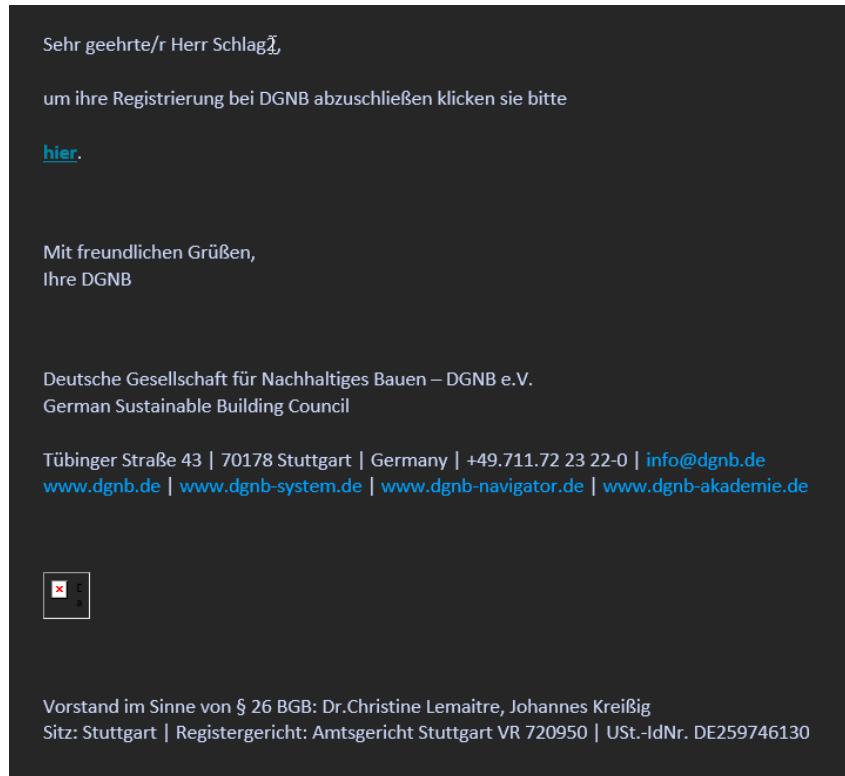 Sehr geehrte/r Herr Schlag2,
um ihre Registrierung bei DGNB abzuschließen klicken sie bitte
hier.
Mit freundlichen Grüßen,
Ihre DGNB
Deutsche Gesellschaft für Nachhaltiges Bauen – DGNB e.V.
German Sustainable Building Council
Tübinger Straße 43 | 70178 Stuttgart | Germany | +49.711.72 23 22-0 | info@dgnb.de
www.dgnb.de | www.dgnb-system.de | www.dgnb-navigator.de | www.dgnb-akademie.de
Vorstand im Sinne von § 26 BGB: Dr.Christine Lemaitre, Johannes Kreißig
Sitz: Stuttgart | Registergericht: Amtsgericht Stuttgart VR 720950 | USt.-IdNr. DE259746130